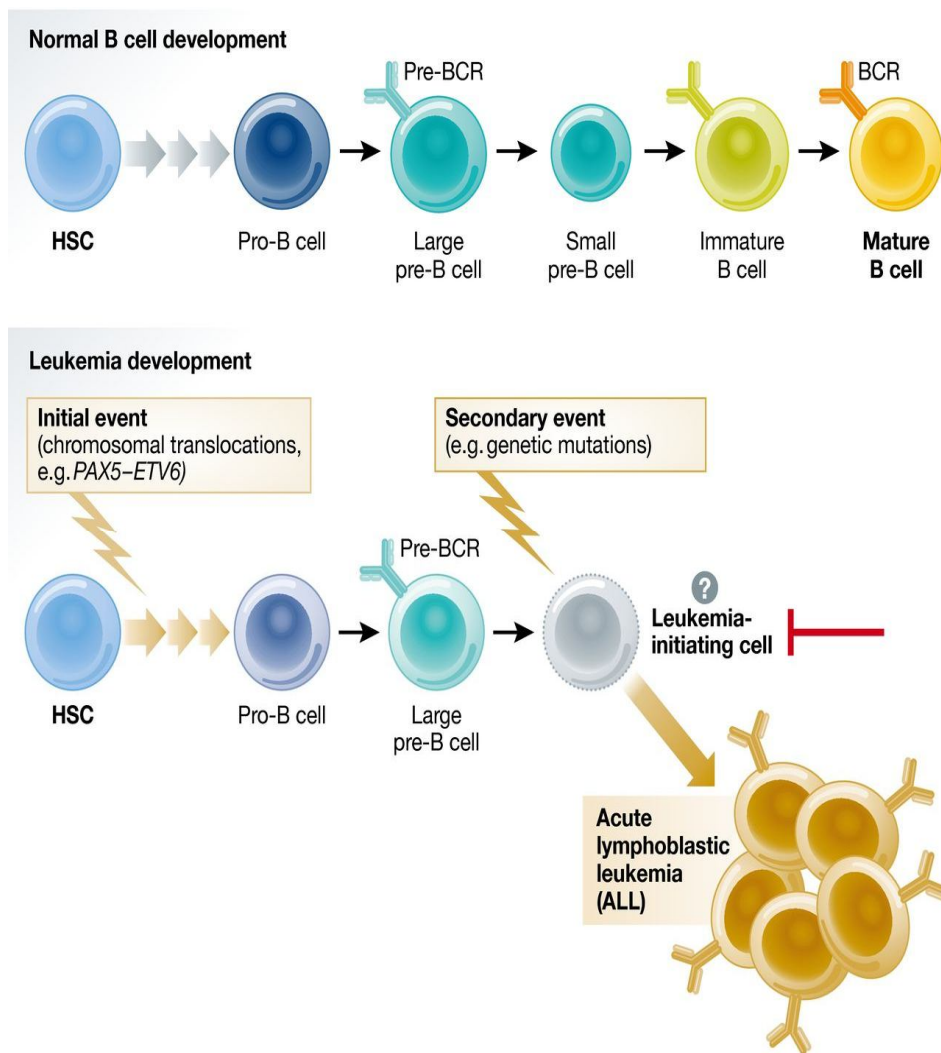 Normal B cell development
Pre-BCR
BCR
HSC
Pro-B cell
Large
pre-B cell
Small
pre-B cell
Immature
B cell
Mature
B cell
Leukemia development
Initial event
(chromosomal translocations,
e.g. PAX5–ETV6)
Secondary event
(e.g. genetic mutations)
Pre-BCR
?
Leukemia-
initiating cell
HSC
Pro-B cell
Large
pre-B cell
Acute
lymphoblastic
leukemia
(ALL)